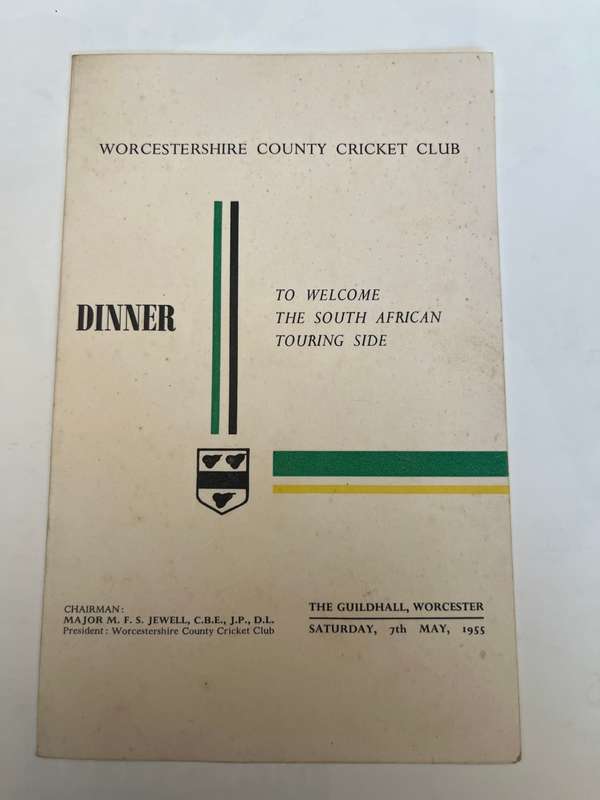 WORCESTERSHIRE COUNTY CRICKET CLUB
DINNER
TO WELCOME
THE SOUTH AFRICAN
TOURING SIDE
CHAIRMAN:
MAJOR M. F. S. JEWELL, C.B.E., J.P., D.L.
President: Worcestershire County Cricket Club
THE GUILDHALL, WORCESTER
SATURDAY, 7th MAY, 1955